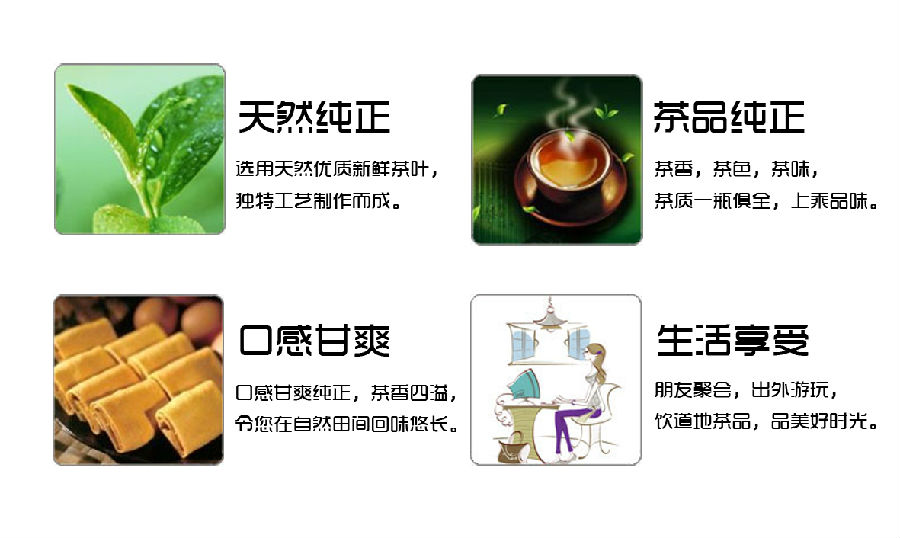 天然纯正
选用天然优质新鲜茶叶，
独特工艺制作而成。
茶品纯正
茶香，茶色，茶味，
茶质一瓶俱全，上乘品味。
口感甘爽
口感甘爽纯正，茶香四溢，
令您在自然田间回味悠长。
生活享受
朋友聚会，出外游玩，
饮道地茶品，品美好时光。